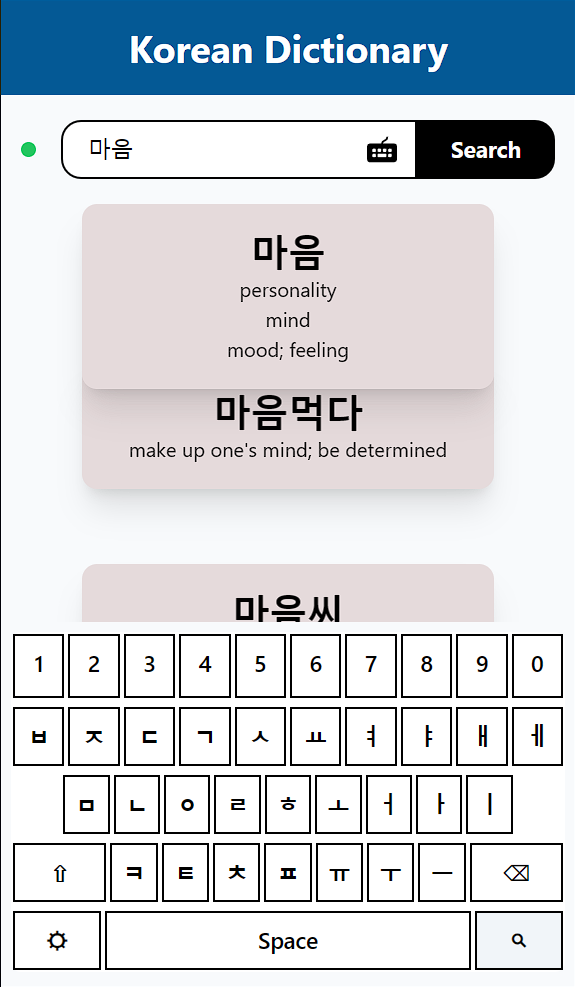 Korean Dictionary
마음
Search
마음
personality
mind
mood; feeling
마음먹다
make up one's mind; be determined
마음씨
1 2 3 4 5 6 7 8 9 0
ㅂ ㅈ ㄷ ㄱ ㅅ ㅛ ㅕ ㅑ ㅐ ㅔ
ㅁ ㄴ ㅇ ㄹ ㅎ ㅗ ㅓ ㅏ ㅣ
⇧ ㅋ ㅌ ㅊ ㅍ ㅠ ㅜ ㅡ ⌫
Space